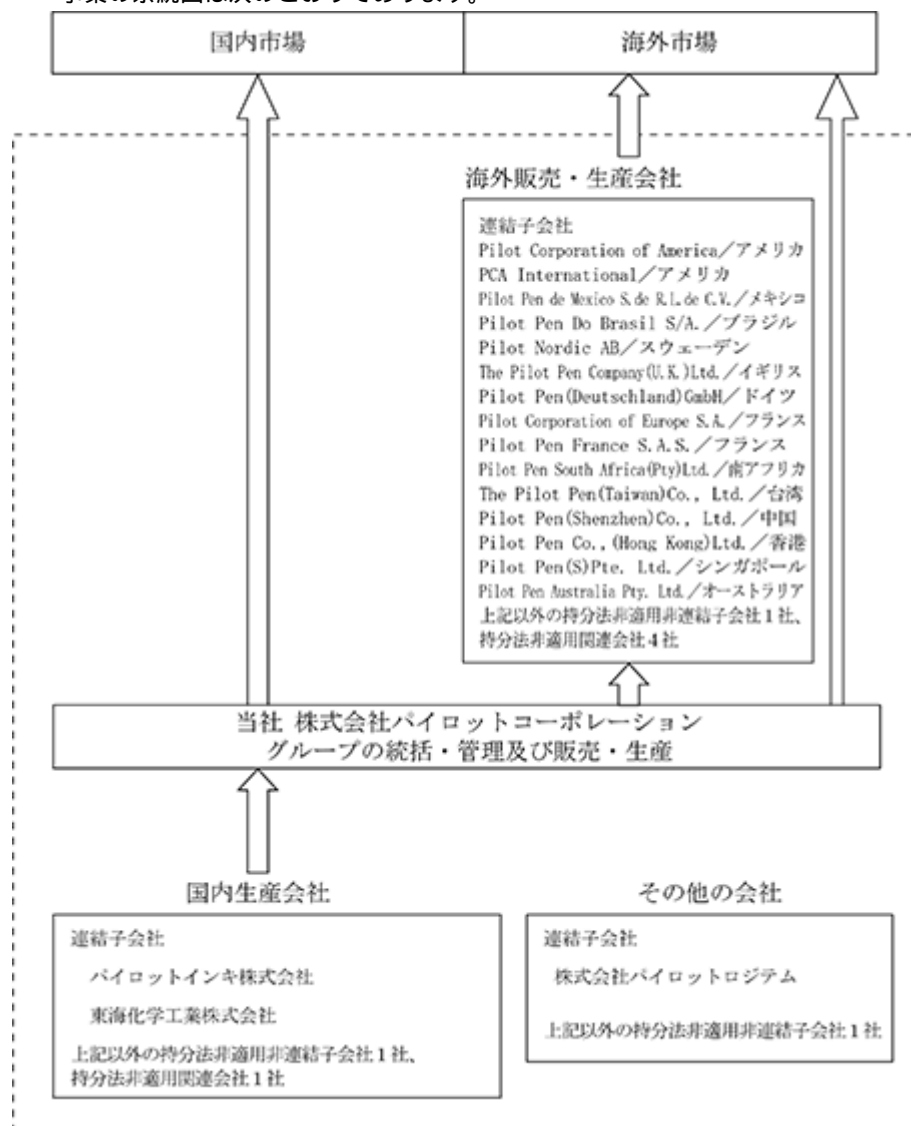 事業の系統図は次のとおりであります。
国内市場
海外市場
海外販売・生産会社
連結子会社
Pilot Corporation of America／アメリカ
PCA International／アメリカ
Pilot Pen de Mexico S.de R.L.de C.V.／メキシコ
Pilot Pen Do Brasil S/A.／ブラジル
Pilot Nordic AB／スウェーデン
The Pilot Pen Company(U.K.)Ltd.／イギリス
Pilot Pen(Deutschland)GmbH／ドイツ
Pilot Corporation of Europe S.A.／フランス
Pilot Pen France S.A.S.／フランス
Pilot Pen South Africa(Pty)Ltd.／南アフリカ
The Pilot Pen(Taiwan)Co., Ltd.／台湾
Pilot Pen(Shenzhen)Co., Ltd.／中国
Pilot Pen Co.,(Hong Kong)Ltd.／香港
Pilot Pen(S)Pte. Ltd.／シンガポール
Pilot Pen Australia Pty. Ltd.／オーストラリア
上記以外の持分法非適用非連結子会社1社、
持分法非適用関連会社4社
当社 株式会社パイロットコーポレーション
グループの統括・管理及び販売・生産
国内生産会社
連結子会社
パイロットインキ株式会社
東海化学工業株式会社
上記以外の持分法非適用非連結子会社1社、
持分法非適用関連会社1社
その他の会社
連結子会社
株式会社パイロットロジテム
上記以外の持分法非適用非連結子会社1社